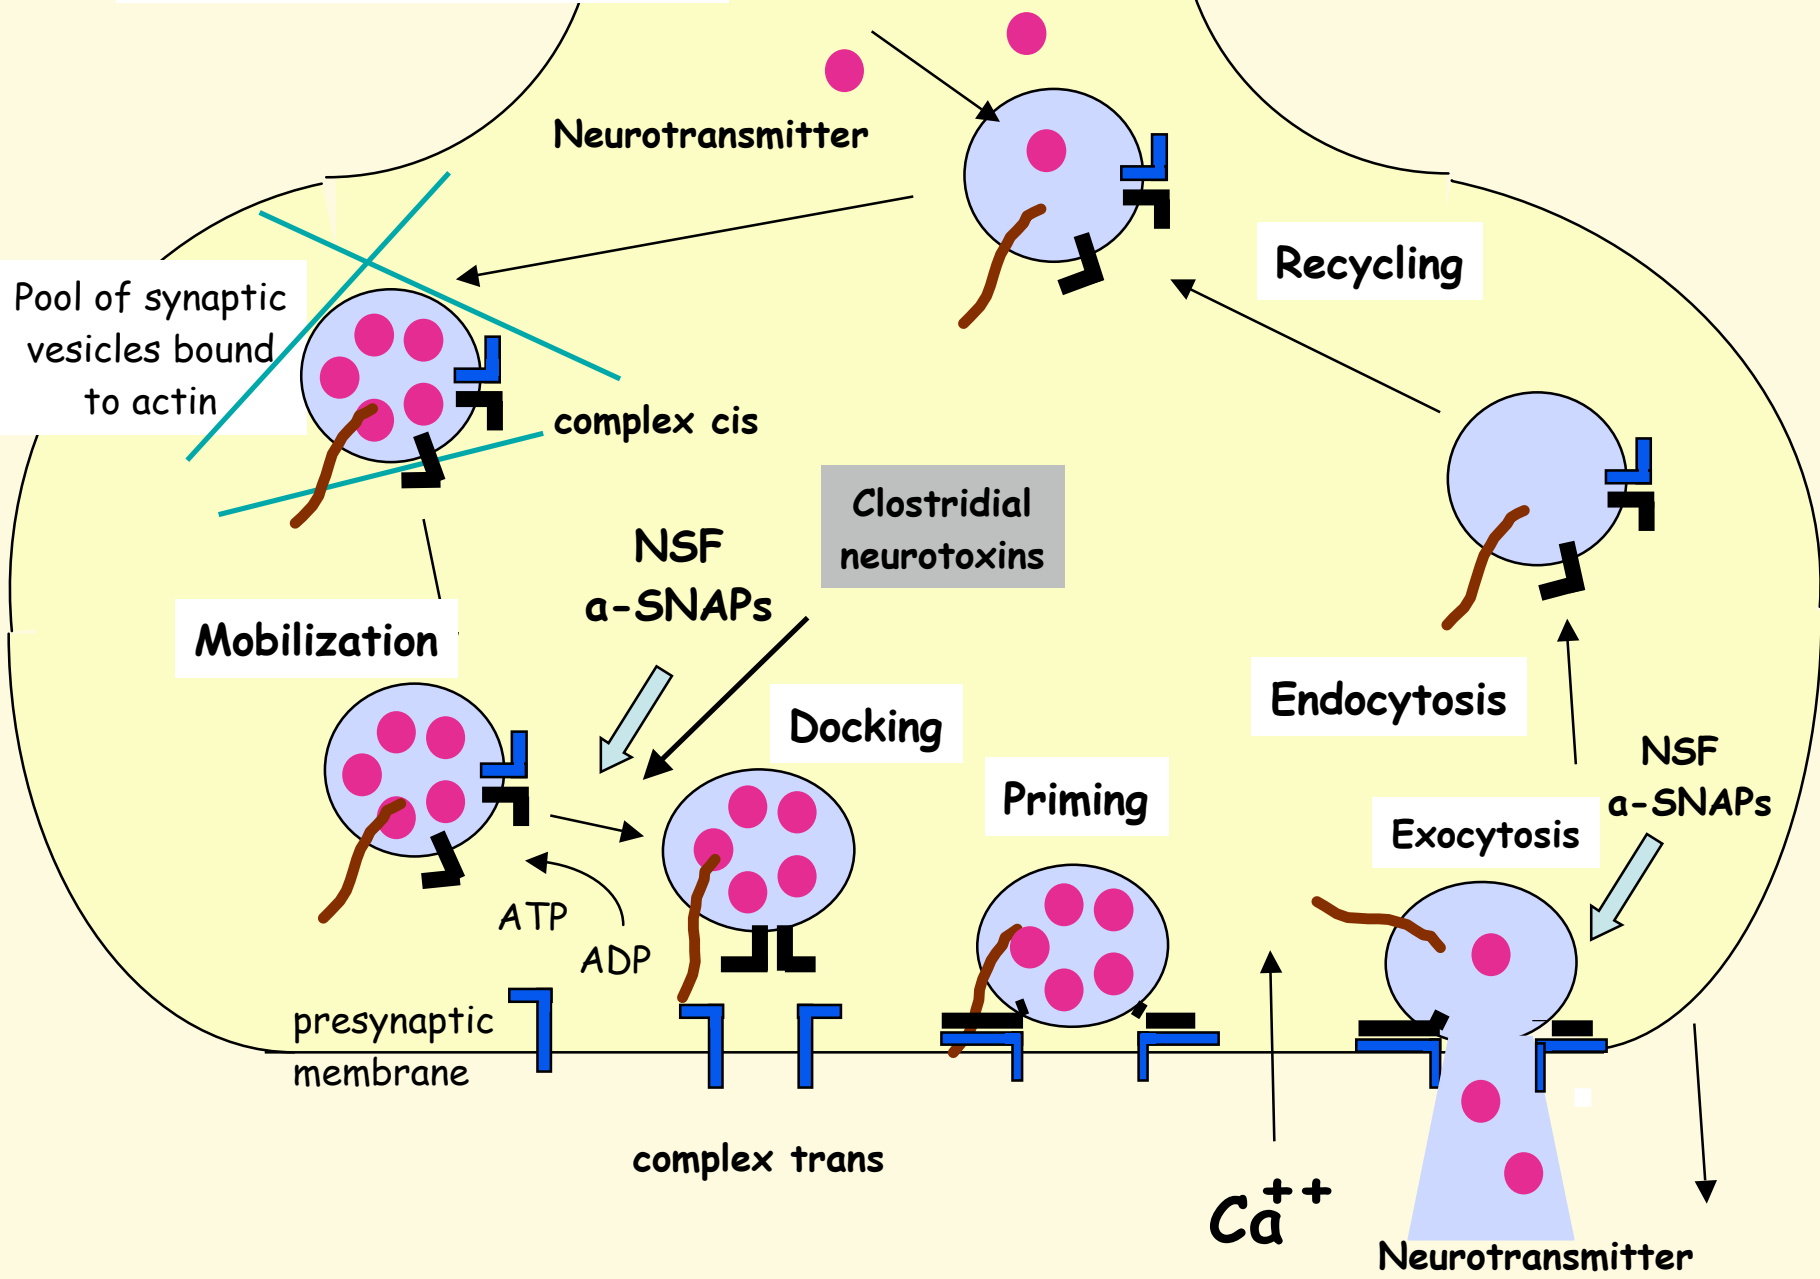 Neurotransmitter
Recycling
Pool of synaptic
vesicles bound
to actin
complex cis
Clostridial
neurotoxins
NSF
a-SNAPs
Mobilization
Docking
Endocytosis
NSF
a-SNAPs
Priming
Exocytosis
ATP
ADP
presynaptic
membrane
complex trans
Ca++
Neurotransmitter